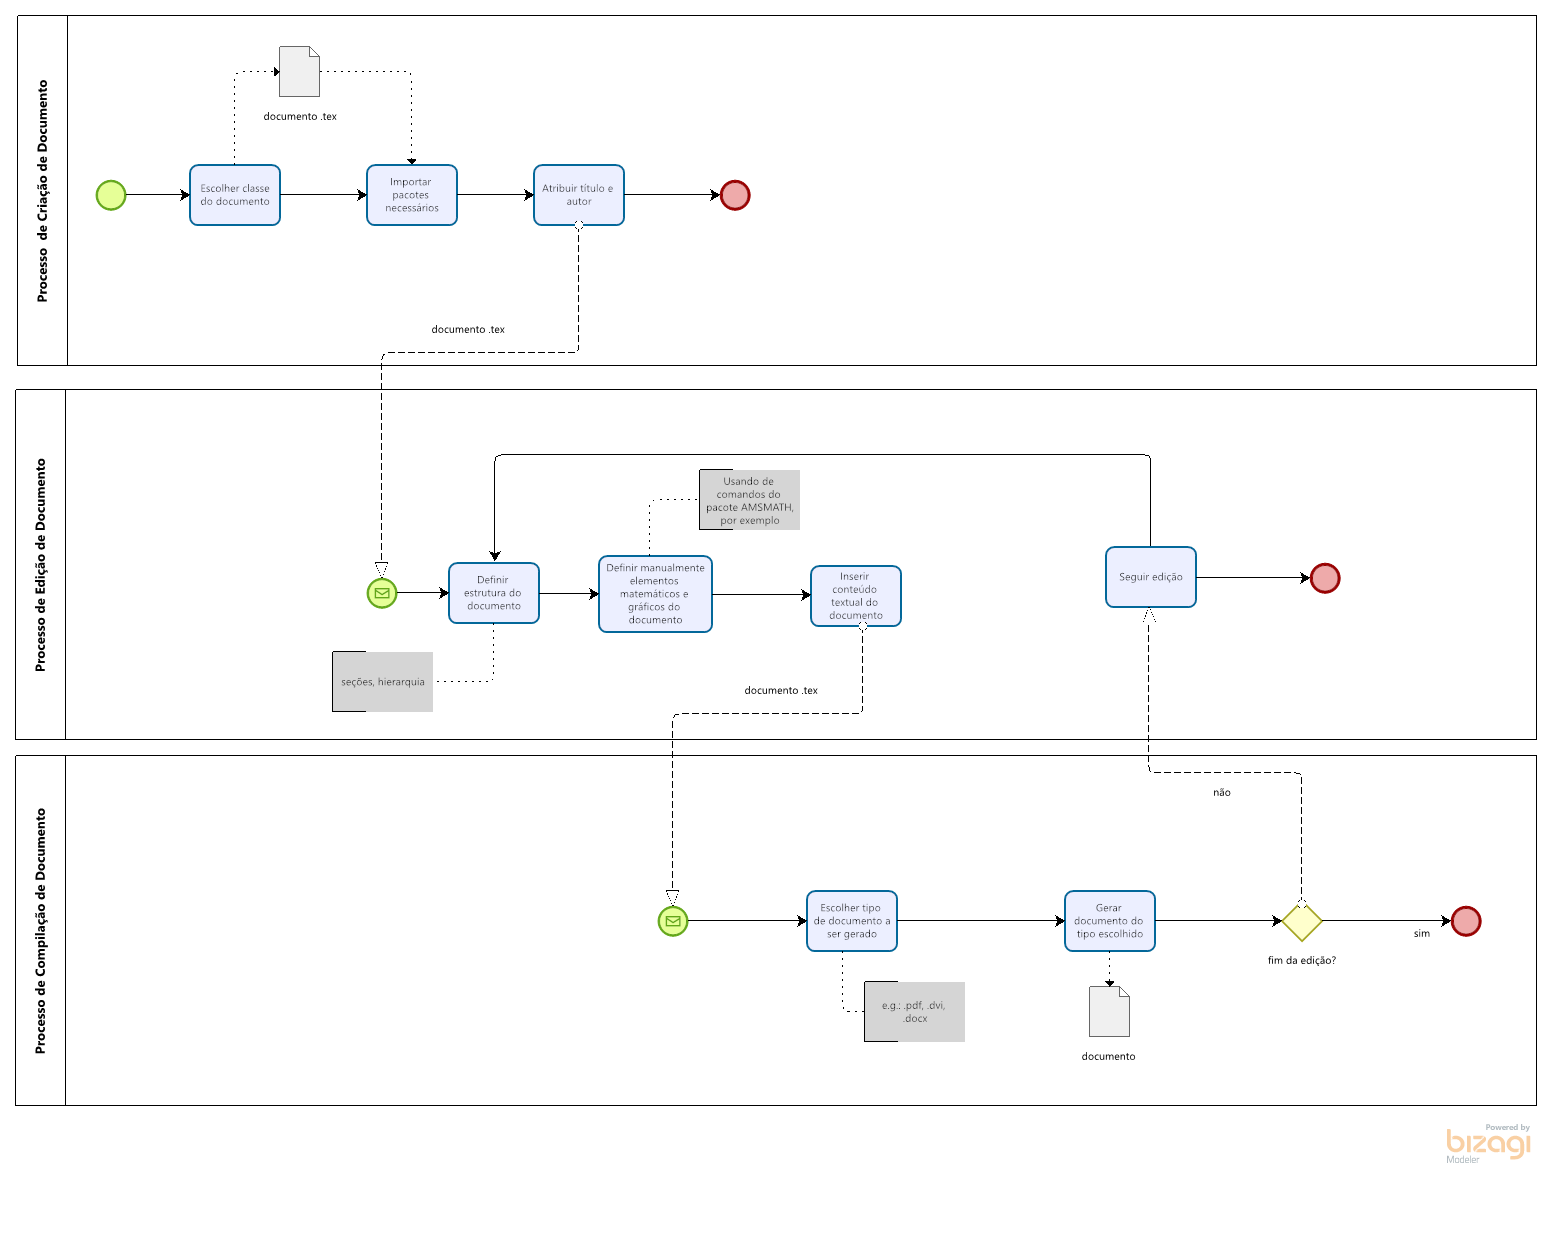 Processo  de Criação de Documento
documento .tex
Escolher classe
do documento
Importar
pacotes
necessários
Atribuir título e
autor
documento .tex
Processo de Edição de Documento
Usando de
comandos do
pacote AMSMATH,
por exemplo
Definir
estrutura do
documento
Definir manualmente
elementos
matemáticos e
gráficos do
documento
Inserir
conteúdo
textual do
documento
Seguir edição
seções, hierarquia
documento .tex
Processo de Compilação de Documento
não
Escolher tipo
de documento a
ser gerado
Gerar
documento do
tipo escolhido
sim
fim da edição?
e.g.: .pdf, .dvi,
.docx
documento
Powered by
bizagi
Modeler